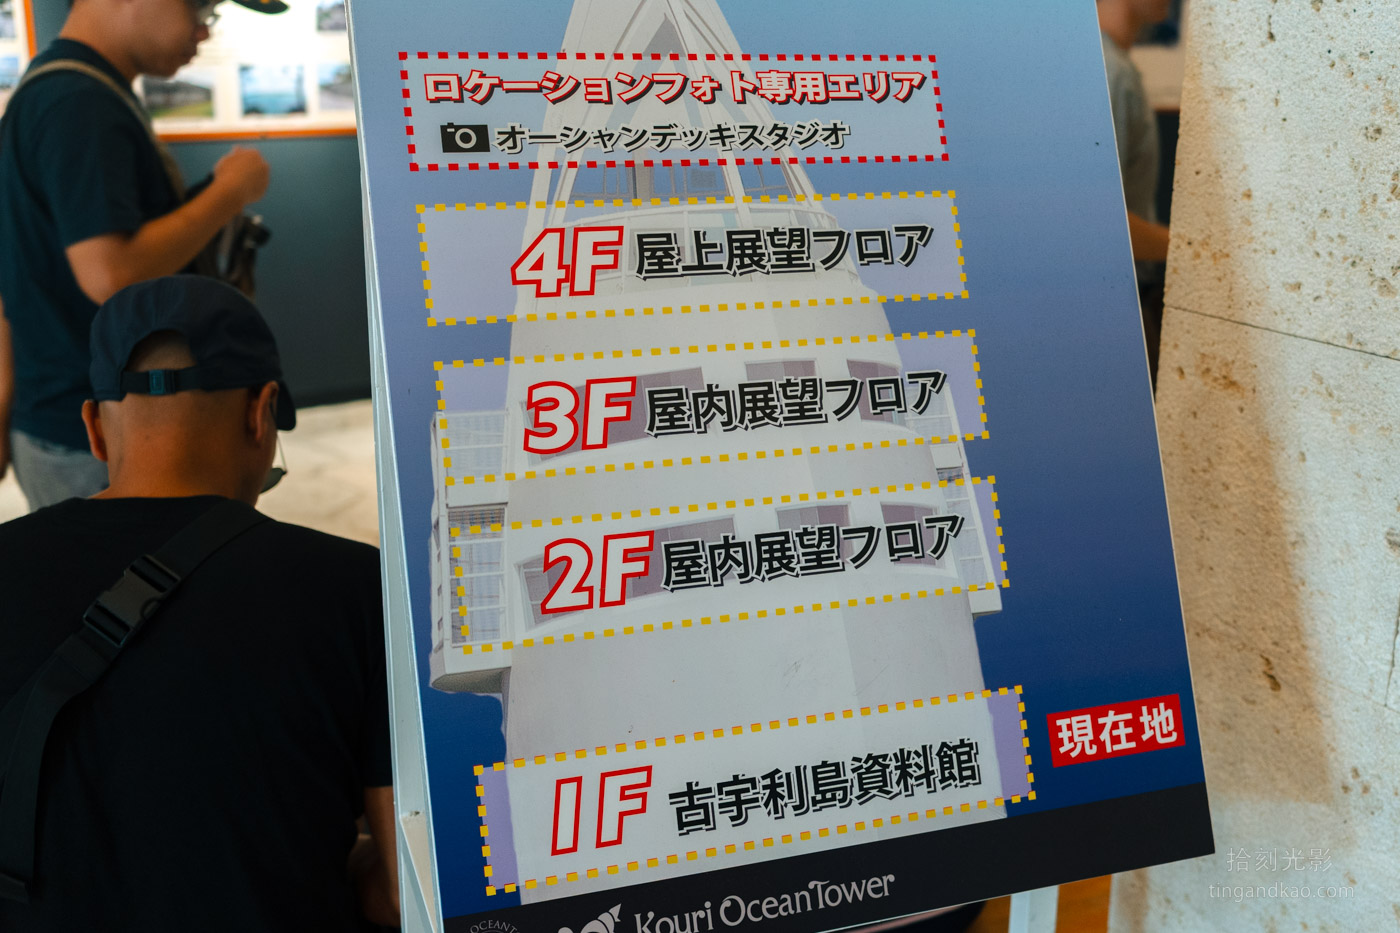 ロケーションフォト専用エリア
オーシャンデッキスタジオ
4F 屋上展望フロア
3F 屋内展望フロア
2F 屋内展望フロア
現在地
1F 古宇利島資料館
Kouri Ocean Tower
OCEANT
拾刻光影
tingandkao.com